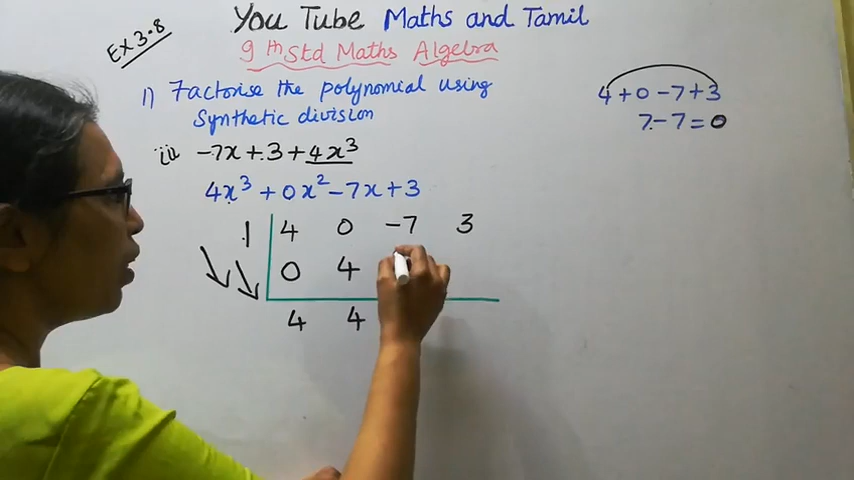 You Tube Maths and Tamil
EX 3.8
9th Std Maths Algebra
1) Factorise the polynomial using
Synthetic division
iii) -7x + 3 + 4x³
4x³ + 0x² - 7x + 3
1 4 0 -7 3
0 4
4 4
4 + 0 - 7 + 3
7 - 7 = 0